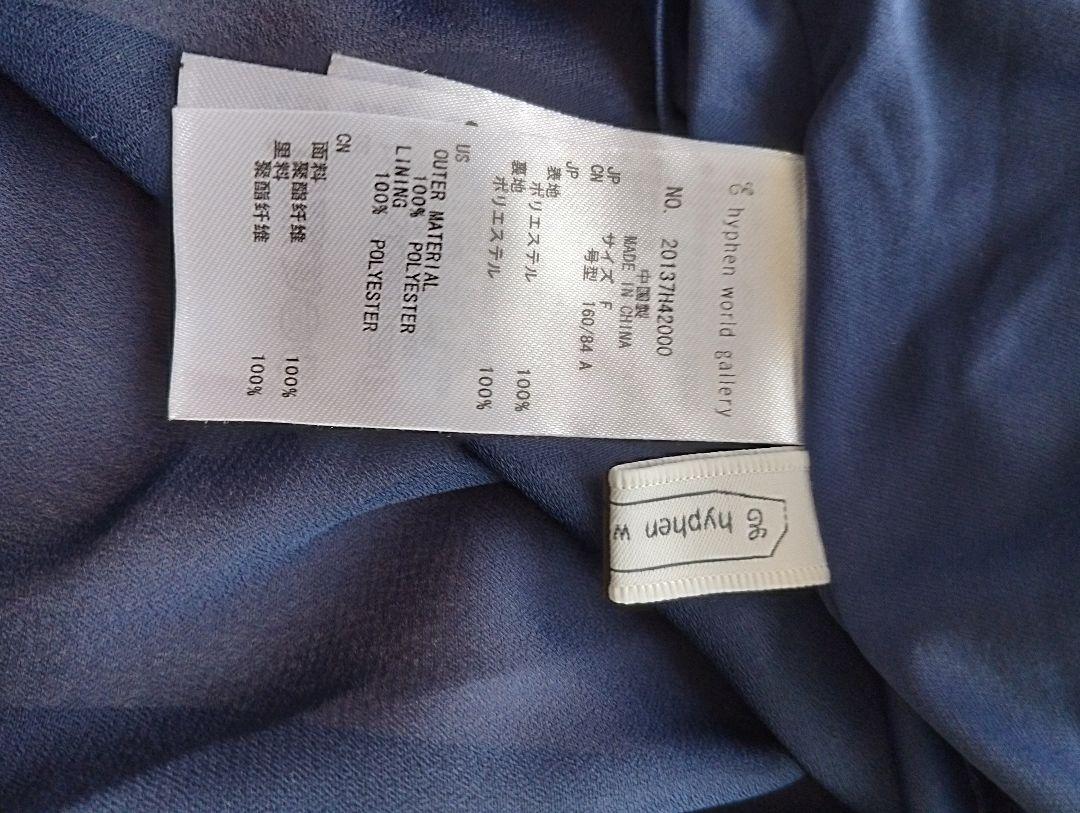 hyphen world gallery
NO. 20137H42000
中国製
MADE IN CHINA
JP サイズ F
CN 号型 160/84 A
JP
表地
ポリエステル 100%
裏地
ポリエステル 100%
US
OUTER MATERIAL
100% POLYESTER
LINING
100% POLYESTER
CN
面料
聚酯纤维 100%
里料
聚酯纤维 100%
hyphen w